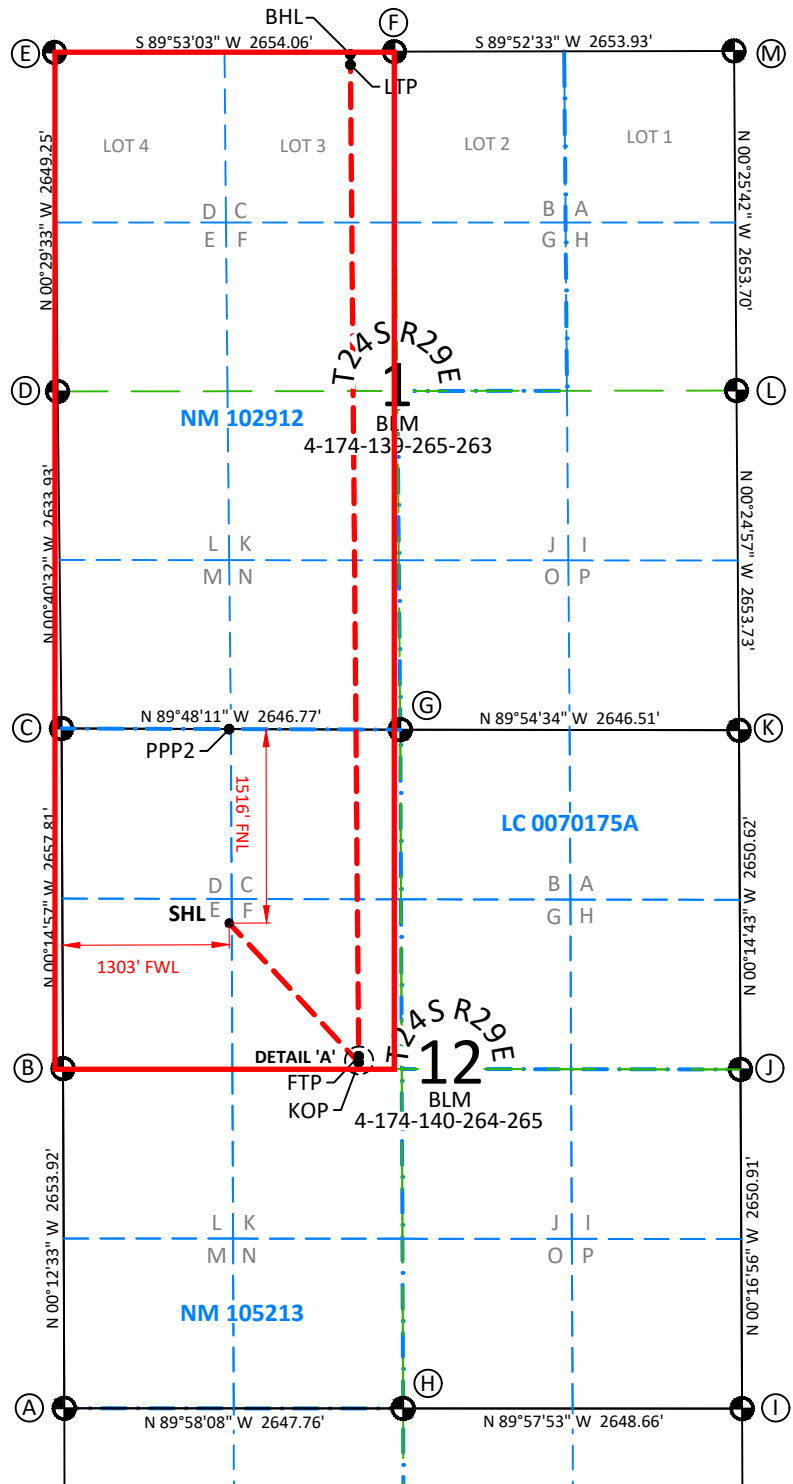 BHL
F
E
S 89°53'03" W 2654.06'
S 89°52'33" W 2653.93'
M
LTP
LOT 4
LOT 3
LOT 2
LOT 1
N 00°29'33" W 2649.25'
N 00°25'42" W 2653.70'
D C
B A
E F
G H
T24S R29E
1
BLM
4-174-139-265-263
D
L
NM 102912
N 00°40'32" W 2633.93'
N 00°24'57" W 2653.73'
L K
J I
M N
O P
G
C
N 89°48'11" W 2646.77'
N 89°54'34" W 2646.51'
K
PPP2
1516' FNL
LC 0070175A
N 00°14'57" W 2657.81'
N 00°14'43" W 2650.62'
D C
B A
SHL
E F
G H
1303' FWL
T24S R29E
12
BLM
4-174-140-264-265
DETAIL 'A'
FTP
KOP
B
J
N 00°12'33" W 2653.92'
N 00°16'56" W 2650.91'
L K
J I
M N
O P
NM 105213
H
A
N 89°58'08" W 2647.76'
N 89°57'53" W 2648.66'
I